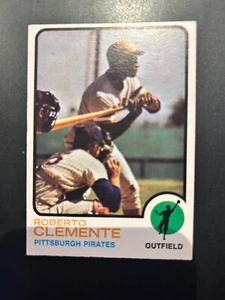 ROBERTO
CLEMENTE
PITTSBURGH PIRATES
OUTFIELD